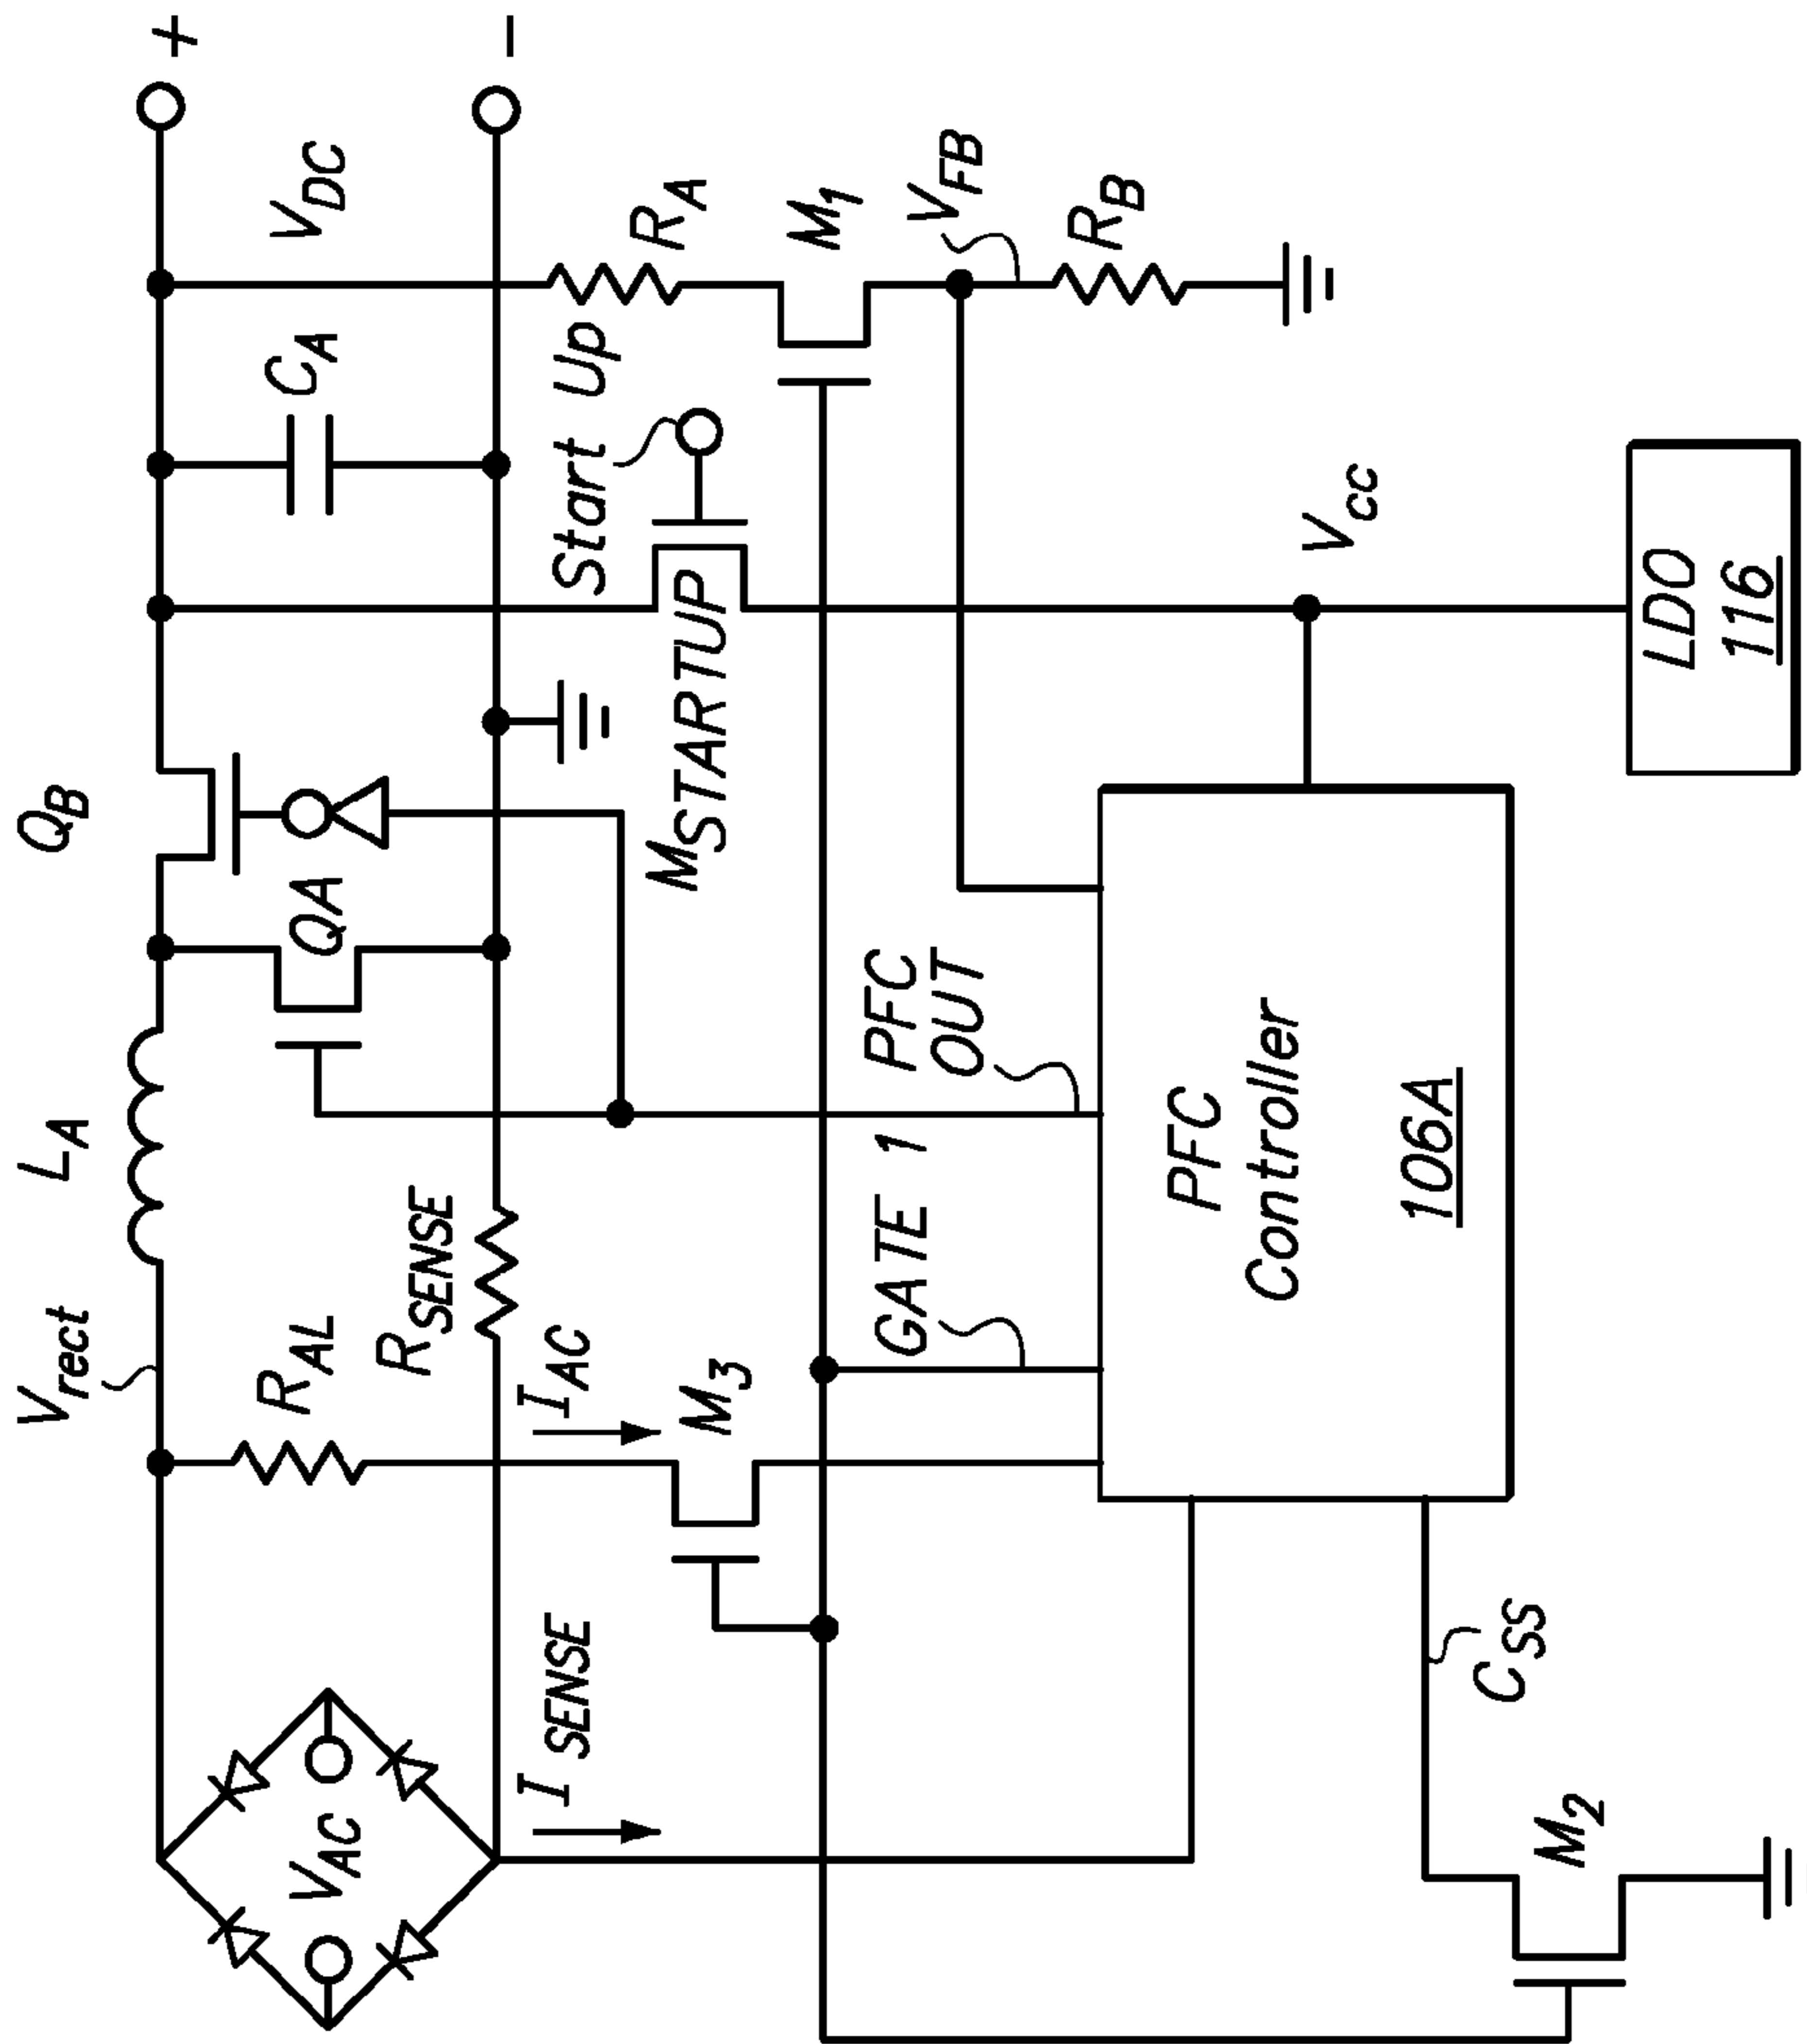 +
−
V_DC
C_A
Q_B
QA
L_A
V_rect
R_AL
R_SENSE
I_AC
V_AC
I_SENSE
M_3
M_STARTUP
Start Up
R_A
M_1
V_FB
R_B
GATE 1
PFC
OUT
PFC
Controller
106A
V_cc
LDO
116
C_SS
M_2